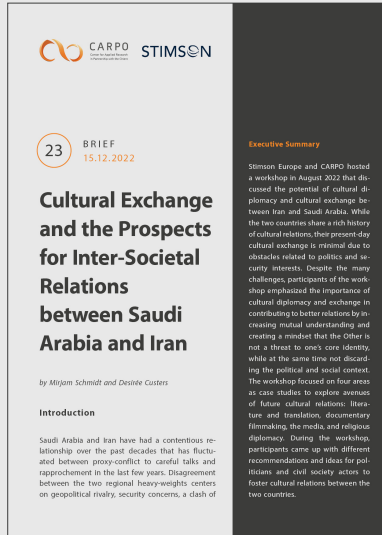 CARPO
Center for Applied Research
in Partnership with the Orient
STIMSON
23
BRIEF
15.12.2022
Cultural Exchange
and the Prospects
for Inter-Societal
Relations
between Saudi
Arabia and Iran
by Mirjam Schmidt and Desirée Custers
Introduction
Saudi Arabia and Iran have had a contentious re-
lationship over the past decades that has fluctu-
ated between proxy-conflict to careful talks and
rapprochement in the last few years. Disagreement
between the two regional heavy-weights centers
on geopolitical rivalry, security concerns, a clash of
Executive Summary
Stimson Europe and CARPO hosted
a workshop in August 2022 that dis-
cussed the potential of cultural di-
plomacy and cultural exchange be-
tween Iran and Saudi Arabia. While
the two countries share a rich history
of cultural relations, their present-day
cultural exchange is minimal due to
obstacles related to politics and se-
curity interests. Despite the many
challenges, participants of the work-
shop emphasized the importance of
cultural diplomacy and exchange in
contributing to better relations by in-
creasing mutual understanding and
creating a mindset that the Other is
not a threat to one's core identity,
while at the same time not discard-
ing the political and social context.
The workshop focused on four areas
as case studies to explore avenues
of future cultural relations: litera-
ture and translation, documentary
filmmaking, the media, and religious
diplomacy. During the workshop,
participants came up with different
recommendations and ideas for pol-
iticians and civil society actors to
foster cultural relations between the
two countries.